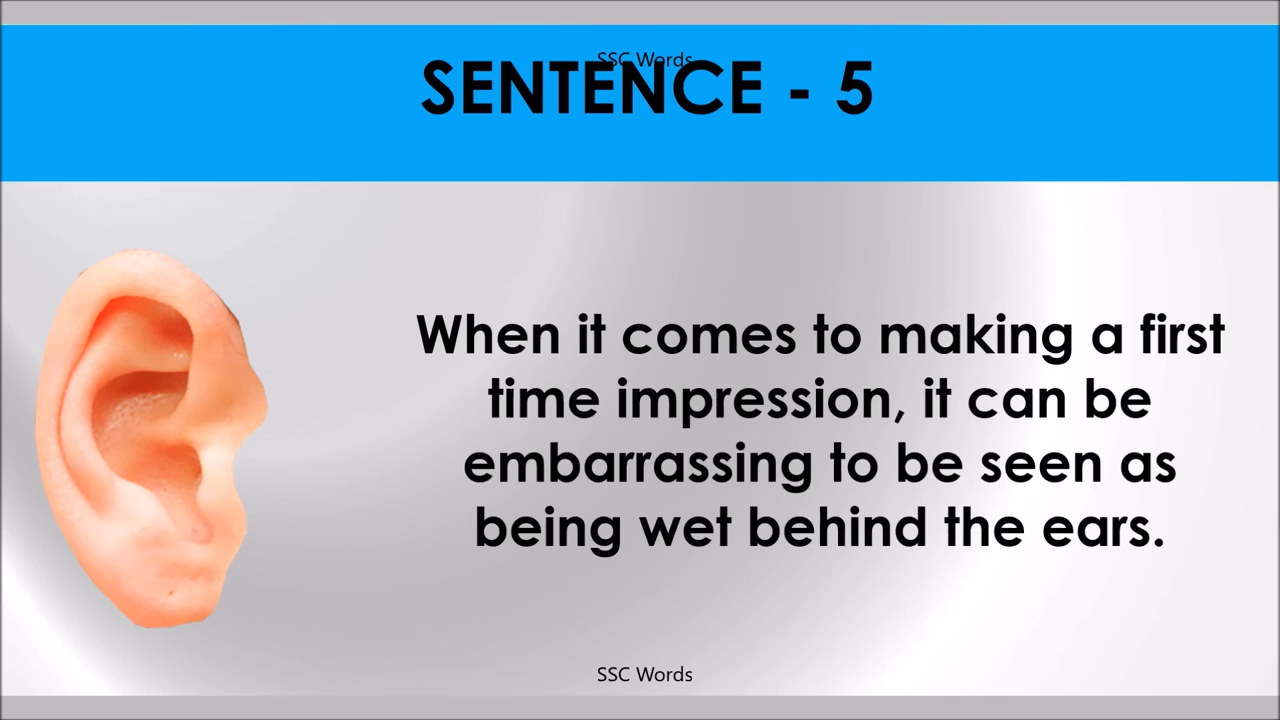 SSC Words
SENTENCE - 5
When it comes to making a first
time impression, it can be
embarrassing to be seen as
being wet behind the ears.
SSC Words